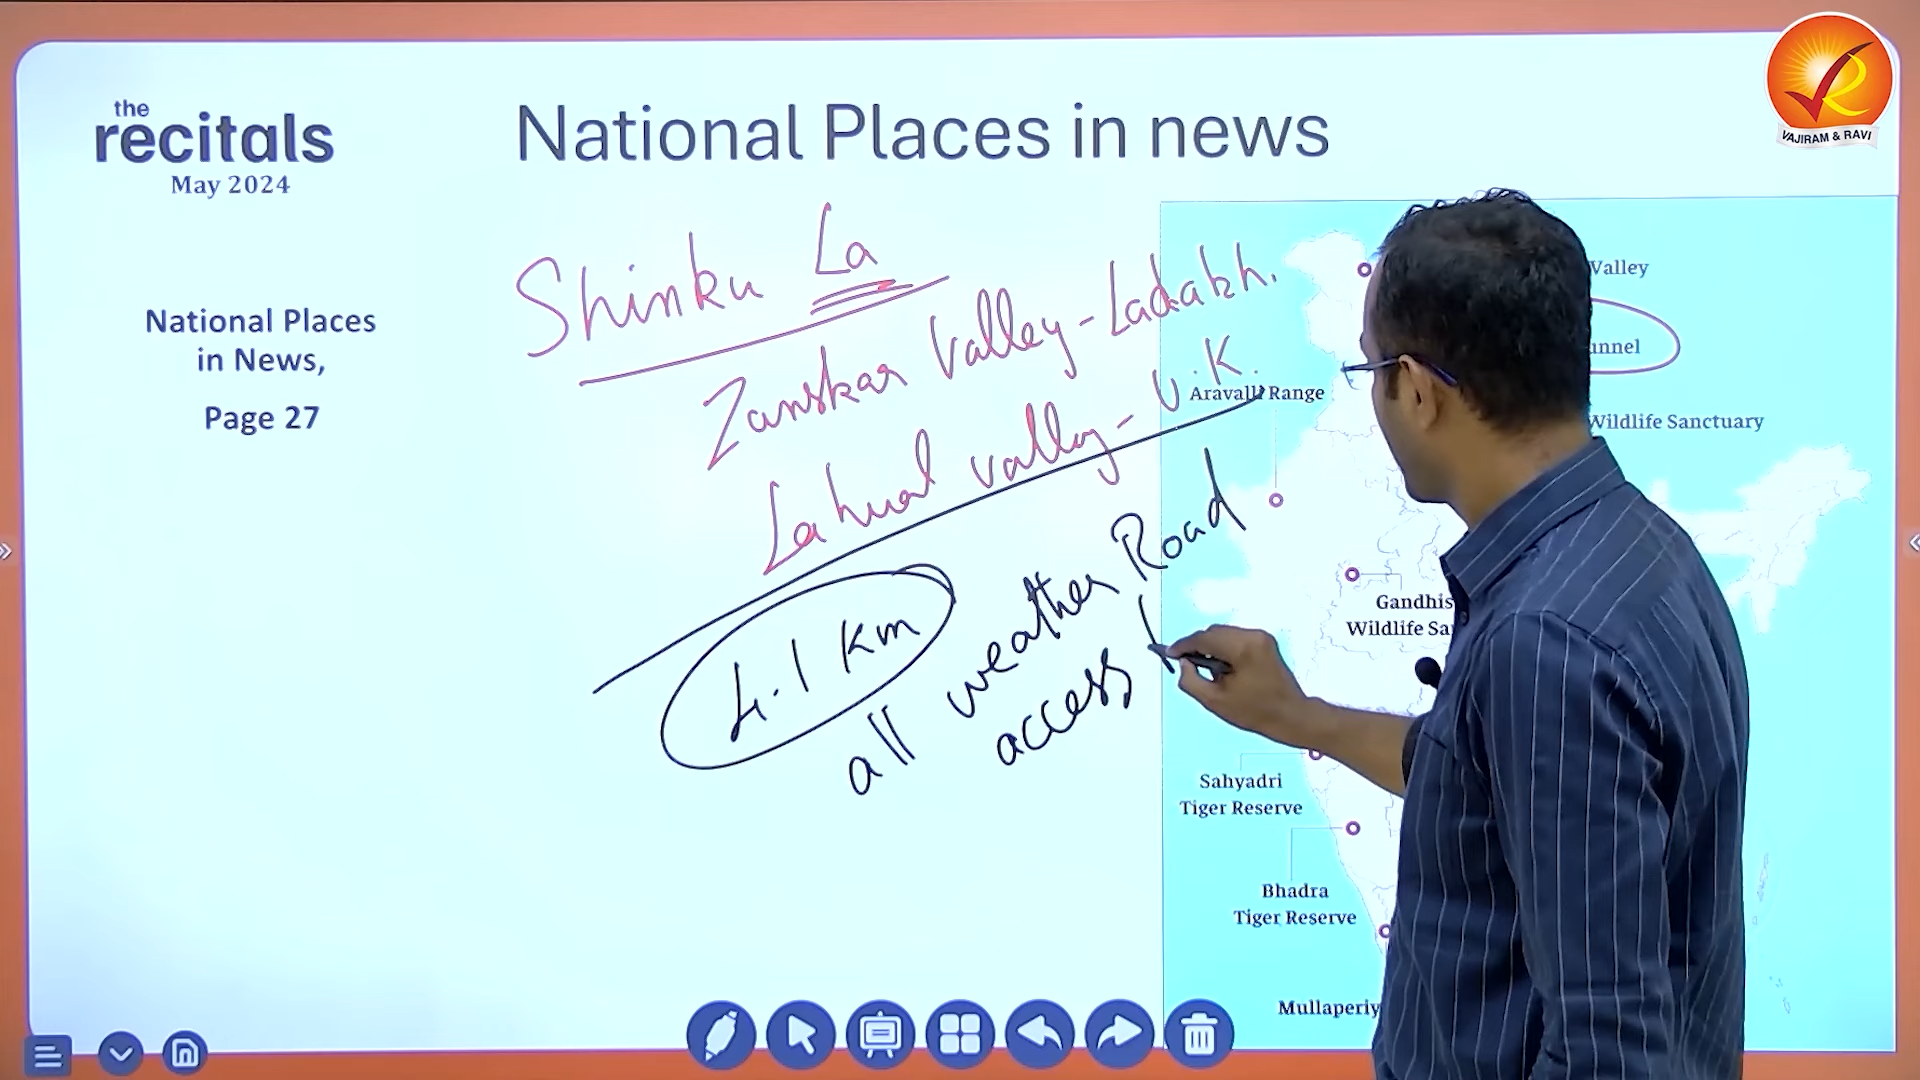 the
recitals
May 2024
National Places in news
VAJIRAM & RAVI
National Places
in News,
Page 27
Shinku La
Zanskar Valley - Ladakh.
Lahual valley - U.K.
4.1 Km
all weather Road
access
Valley
Aravalli Range
Wildlife Sanctuary
Gandhis
Wildlife Sa
Sahyadri
Tiger Reserve
Bhadra
Tiger Reserve
Mullaperiy